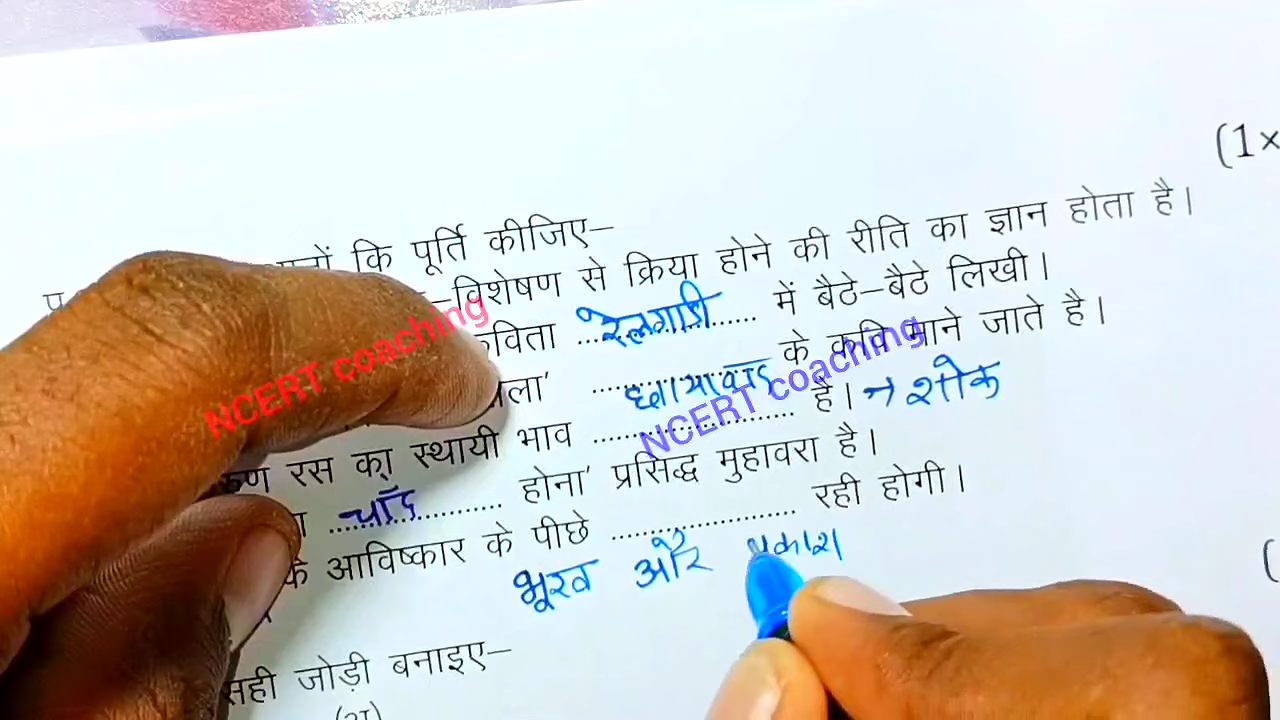 (1×
कि पूर्ति कीजिए–
–विशेषण से क्रिया होने की रीति का ज्ञान होता है।
कविता ...रेलगाडी... में बैठे–बैठे लिखी।
ला' ...छायावाद... के कवि माने जाते है।
रस का स्थायी भाव .................... है। → शोक
...चाँद... होना' प्रसिद्ध मुहावरा है।
के आविष्कार के पीछे .................... रही होगी।
भूख और प्रकाश
सही जोड़ी बनाइए–
(अ)
NCERT coaching
NCERT coaching